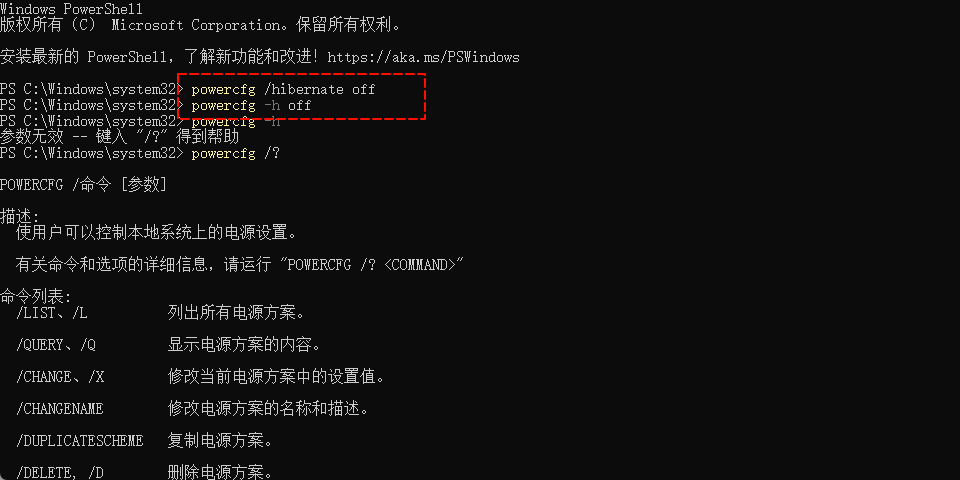 Windows PowerShell
版权所有 (C) Microsoft Corporation。保留所有权利。
安装最新的 PowerShell，了解新功能和改进！https://aka.ms/PSWindows
PS C:\Windows\system32> powercfg /hibernate off
PS C:\Windows\system32> powercfg -h off
PS C:\Windows\system32> powercfg -h
参数无效 -- 键入 "/?" 得到帮助
PS C:\Windows\system32> powercfg /?
POWERCFG /命令 [参数]
描述:
使用户可以控制本地系统上的电源设置。
有关命令和选项的详细信息，请运行 "POWERCFG /? <COMMAND>"
命令列表:
/LIST、/L 列出所有电源方案。
/QUERY、/Q 显示电源方案的内容。
/CHANGE、/X 修改当前电源方案中的设置值。
/CHANGENAME 修改电源方案的名称和描述。
/DUPLICATESCHEME 复制电源方案。
/DELETE, /D 删除电源方案。